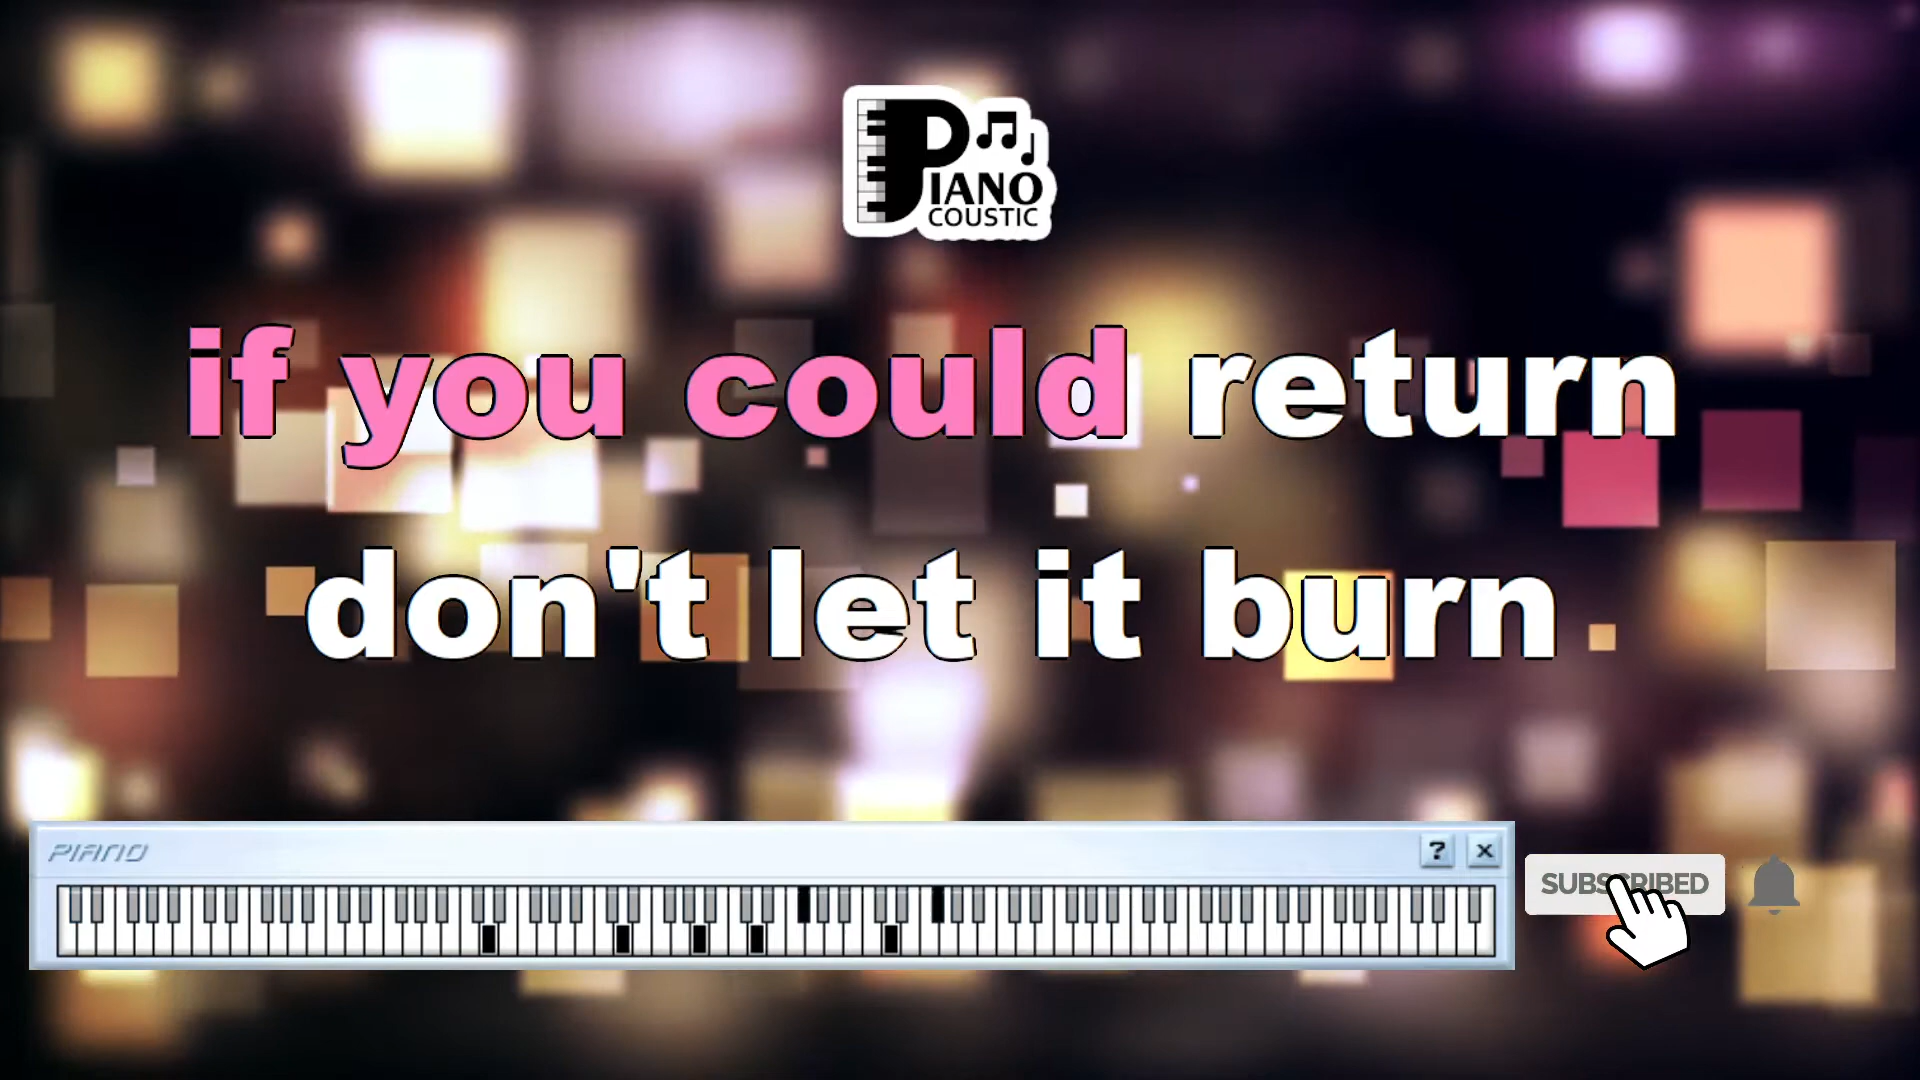 PIANO
COUSTIC
if you could return
don't let it burn
PIANO
? x
SUBSCRIBED